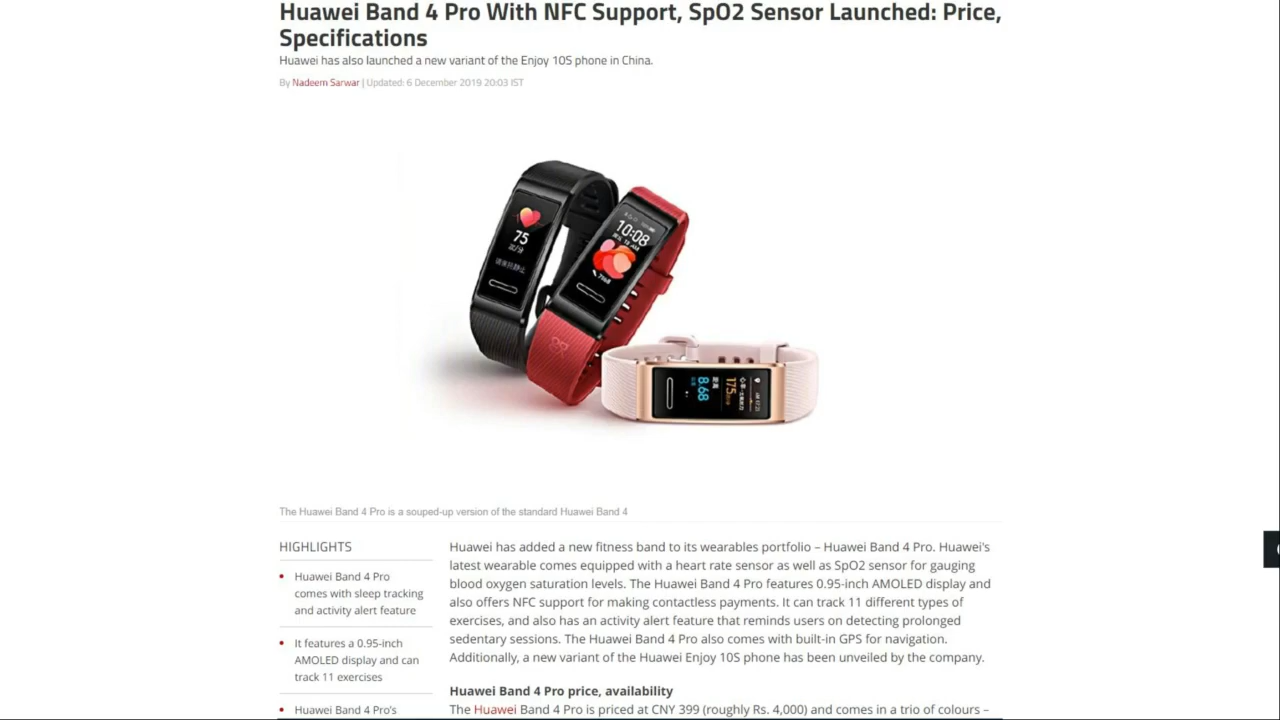 Huawei Band 4 Pro With NFC Support, SpO2 Sensor Launched: Price,
Specifications
Huawei has also launched a new variant of the Enjoy 10S phone in China.
By Nadeem Sarwar | Updated: 6 December 2019 20:03 IST
75
次/分
10:08
8.68
175
The Huawei Band 4 Pro is a souped-up version of the standard Huawei Band 4
HIGHLIGHTS
Huawei Band 4 Pro
comes with sleep tracking
and activity alert feature
It features a 0.95-inch
AMOLED display and can
track 11 exercises
Huawei Band 4 Pro's
Huawei has added a new fitness band to its wearables portfolio – Huawei Band 4 Pro. Huawei's
latest wearable comes equipped with a heart rate sensor as well as SpO2 sensor for gauging
blood oxygen saturation levels. The Huawei Band 4 Pro features 0.95-inch AMOLED display and
also offers NFC support for making contactless payments. It can track 11 different types of
exercises, and also has an activity alert feature that reminds users on detecting prolonged
sedentary sessions. The Huawei Band 4 Pro also comes with built-in GPS for navigation.
Additionally, a new variant of the Huawei Enjoy 10S phone has been unveiled by the company.
Huawei Band 4 Pro price, availability
The Huawei Band 4 Pro is priced at CNY 399 (roughly Rs. 4,000) and comes in a trio of colours –